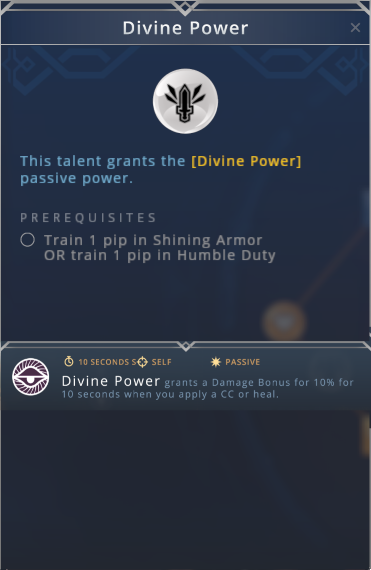 Divine Power
This talent grants the [Divine Power]
passive power.
PREREQUISITES
Train 1 pip in Shining Armor
OR train 1 pip in Humble Duty
10 SECONDS S SELF PASSIVE
Divine Power grants a Damage Bonus for 10% for
10 seconds when you apply a CC or heal.